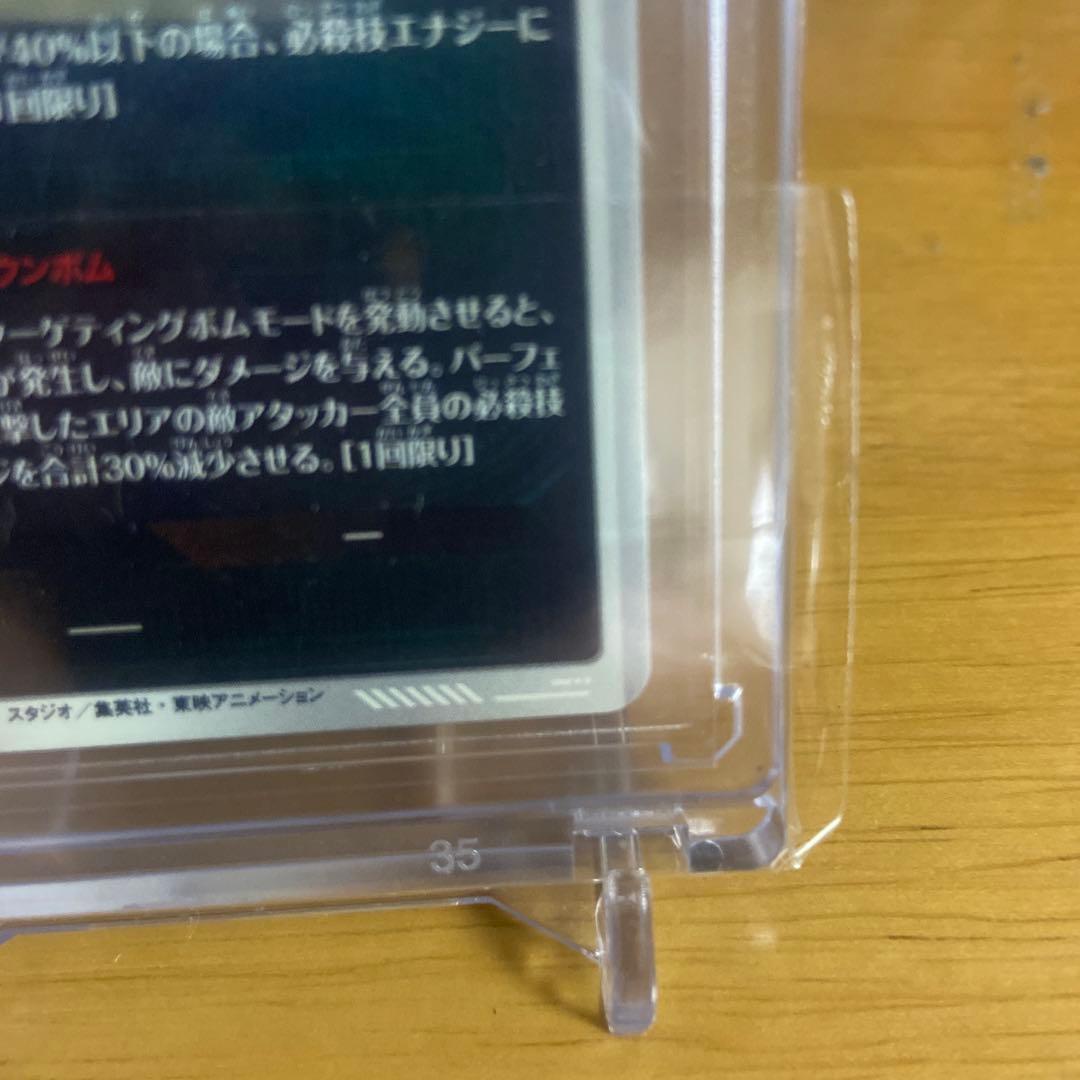 40%以下の場合、必殺技エナジーに
回限り]
ウンボム
ターゲティングボムモードを発動させると、
が発生し、敵にダメージを与える。パーフェ
撃したエリアの敵アタッカー全員の必殺技
ジを合計30%減少させる。[1回限り]
スタジオ/集英社・東映アニメーション
35